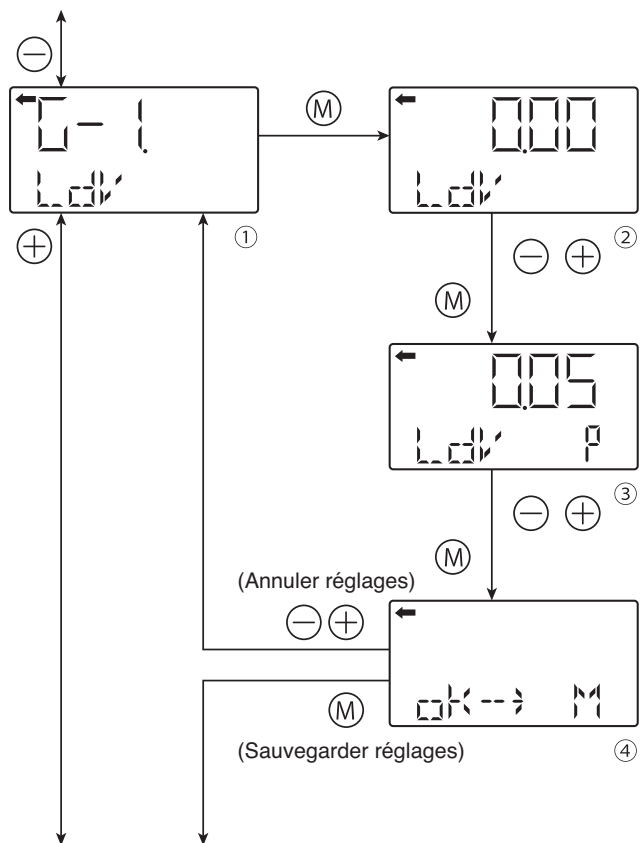 G-1.
LdV
M
①
0.00
LdV
②
M
0.05
LdV P
③
M
(Annuler réglages)
oK--> M
M
(Sauvegarder réglages)
④